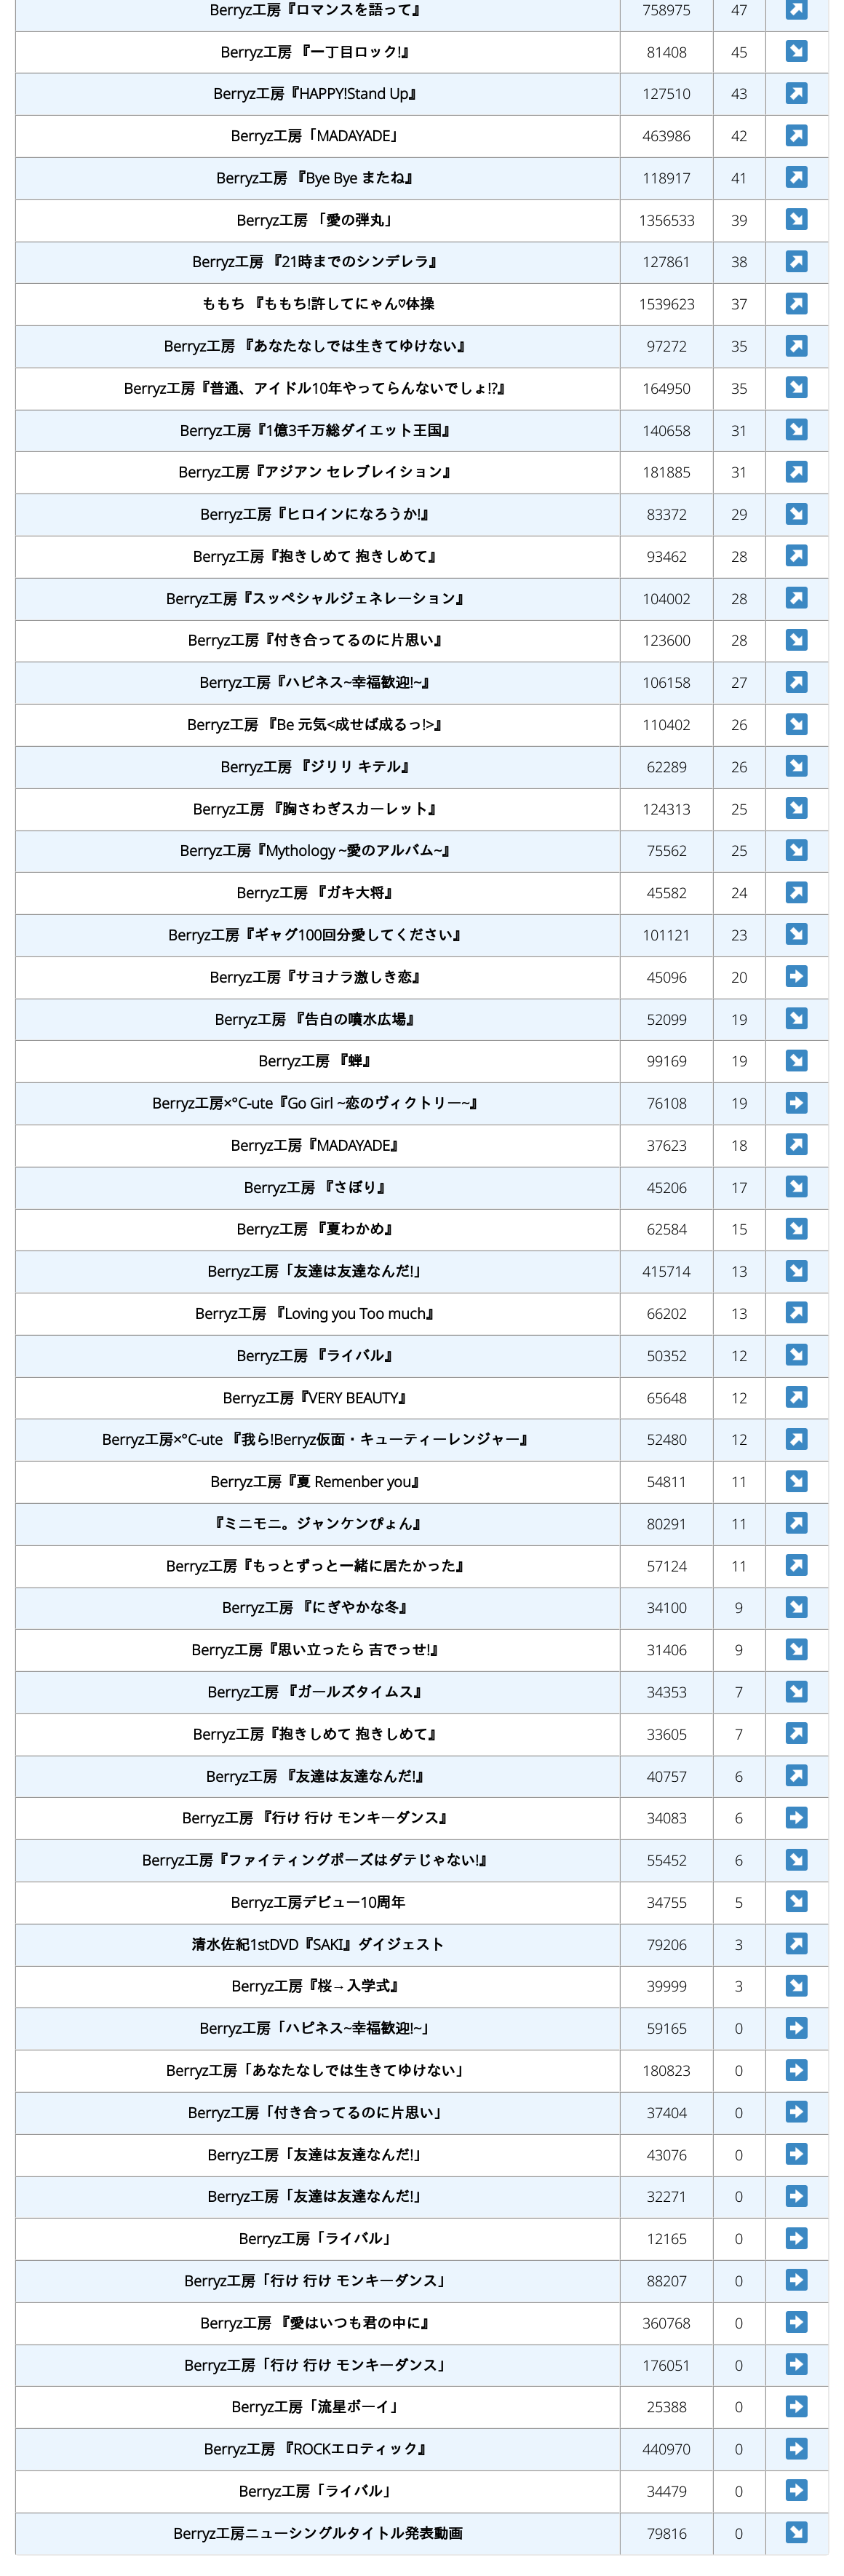 Berryz工房『ロマンスを語って』 758975 47 ↗
Berryz工房 『一丁目ロック!』 81408 45 ↘
Berryz工房『HAPPY!Stand Up』 127510 43 ↗
Berryz工房「MADAYADE」 463986 42 ↗
Berryz工房 『Bye Bye またね』 118917 41 ↗
Berryz工房 「愛の弾丸」 1356533 39 ↘
Berryz工房 『21時までのシンデレラ』 127861 38 ↗
ももち 『ももち!許してにゃん♡体操 1539623 37 ↗
Berryz工房 『あなたなしでは生きてゆけない』 97272 35 ↗
Berryz工房『普通、アイドル10年やってらんないでしょ!?』 164950 35 ↘
Berryz工房『1億3千万総ダイエット王国』 140658 31 ↘
Berryz工房『アジアン セレブレイション』 181885 31 ↗
Berryz工房『ヒロインになろうか!』 83372 29 ↘
Berryz工房『抱きしめて 抱きしめて』 93462 28 ↗
Berryz工房『スッペシャルジェネレーション』 104002 28 ↗
Berryz工房『付き合ってるのに片思い』 123600 28 ↘
Berryz工房『ハピネス~幸福歓迎!~』 106158 27 ↗
Berryz工房 『Be 元気<成せば成るっ!>』 110402 26 ↘
Berryz工房 『ジリリ キテル』 62289 26 ↘
Berryz工房 『胸さわぎスカーレット』 124313 25 ↘
Berryz工房『Mythology ~愛のアルバム~』 75562 25 ↘
Berryz工房 『ガキ大将』 45582 24 ↗
Berryz工房『ギャグ100回分愛してください』 101121 23 ↘
Berryz工房『サヨナラ激しき恋』 45096 20 →
Berryz工房 『告白の噴水広場』 52099 19 ↘
Berryz工房 『蝉』 99169 19 ↘
Berryz工房×°C-ute『Go Girl ~恋のヴィクトリー~』 76108 19 →
Berryz工房『MADAYADE』 37623 18 ↗
Berryz工房 『さぼり』 45206 17 ↘
Berryz工房 『夏わかめ』 62584 15 ↘
Berryz工房「友達は友達なんだ!」 415714 13 ↘
Berryz工房 『Loving you Too much』 66202 13 ↗
Berryz工房 『ライバル』 50352 12 ↘
Berryz工房『VERY BEAUTY』 65648 12 ↗
Berryz工房×°C-ute 『我ら!Berryz仮面・キューティーレンジャー』 52480 12 ↗
Berryz工房『夏 Remenber you』 54811 11 ↘
『ミニモニ。ジャンケンぴょん』 80291 11 ↗
Berryz工房『もっとずっと一緒に居たかった』 57124 11 ↗
Berryz工房 『にぎやかな冬』 34100 9 ↘
Berryz工房『思い立ったら 吉でっせ!』 31406 9 ↘
Berryz工房 『ガールズタイムス』 34353 7 ↘
Berryz工房『抱きしめて 抱きしめて』 33605 7 ↗
Berryz工房 『友達は友達なんだ!』 40757 6 ↗
Berryz工房 『行け 行け モンキーダンス』 34083 6 →
Berryz工房『ファイティングポーズはダテじゃない!』 55452 6 ↘
Berryz工房デビュー10周年 34755 5 ↘
清水佐紀1stDVD『SAKI』ダイジェスト 79206 3 ↗
Berryz工房『桜→入学式』 39999 3 ↘
Berryz工房「ハピネス~幸福歓迎!~」 59165 0 →
Berryz工房「あなたなしでは生きてゆけない」 180823 0 →
Berryz工房「付き合ってるのに片思い」 37404 0 →
Berryz工房「友達は友達なんだ!」 43076 0 →
Berryz工房「友達は友達なんだ!」 32271 0 →
Berryz工房「ライバル」 12165 0 →
Berryz工房「行け 行け モンキーダンス」 88207 0 →
Berryz工房 『愛はいつも君の中に』 360768 0 →
Berryz工房「行け 行け モンキーダンス」 176051 0 →
Berryz工房「流星ボーイ」 25388 0 →
Berryz工房 『ROCKエロティック』 440970 0 →
Berryz工房「ライバル」 34479 0 →
Berryz工房ニューシングルタイトル発表動画 79816 0 ↘